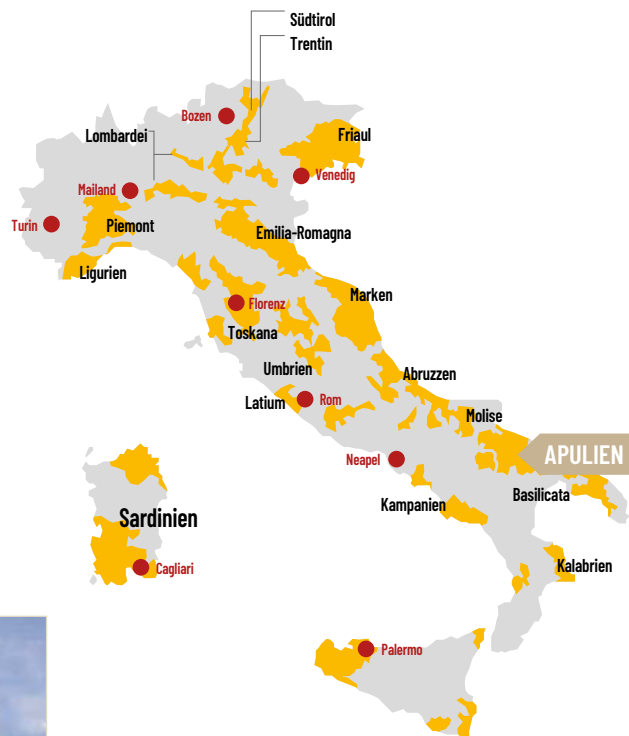 Südtirol
Trentin
Bozen
Lombardei
Friaul
Venedig
Mailand
Turin
Piemont
Emilia-Romagna
Ligurien
Marken
Florenz
Toskana
Umbrien
Abruzzen
Latium
Rom
Molise
Neapel
APULIEN
Basilicata
Kampanien
Sardinien
Kalabrien
Cagliari
Palermo